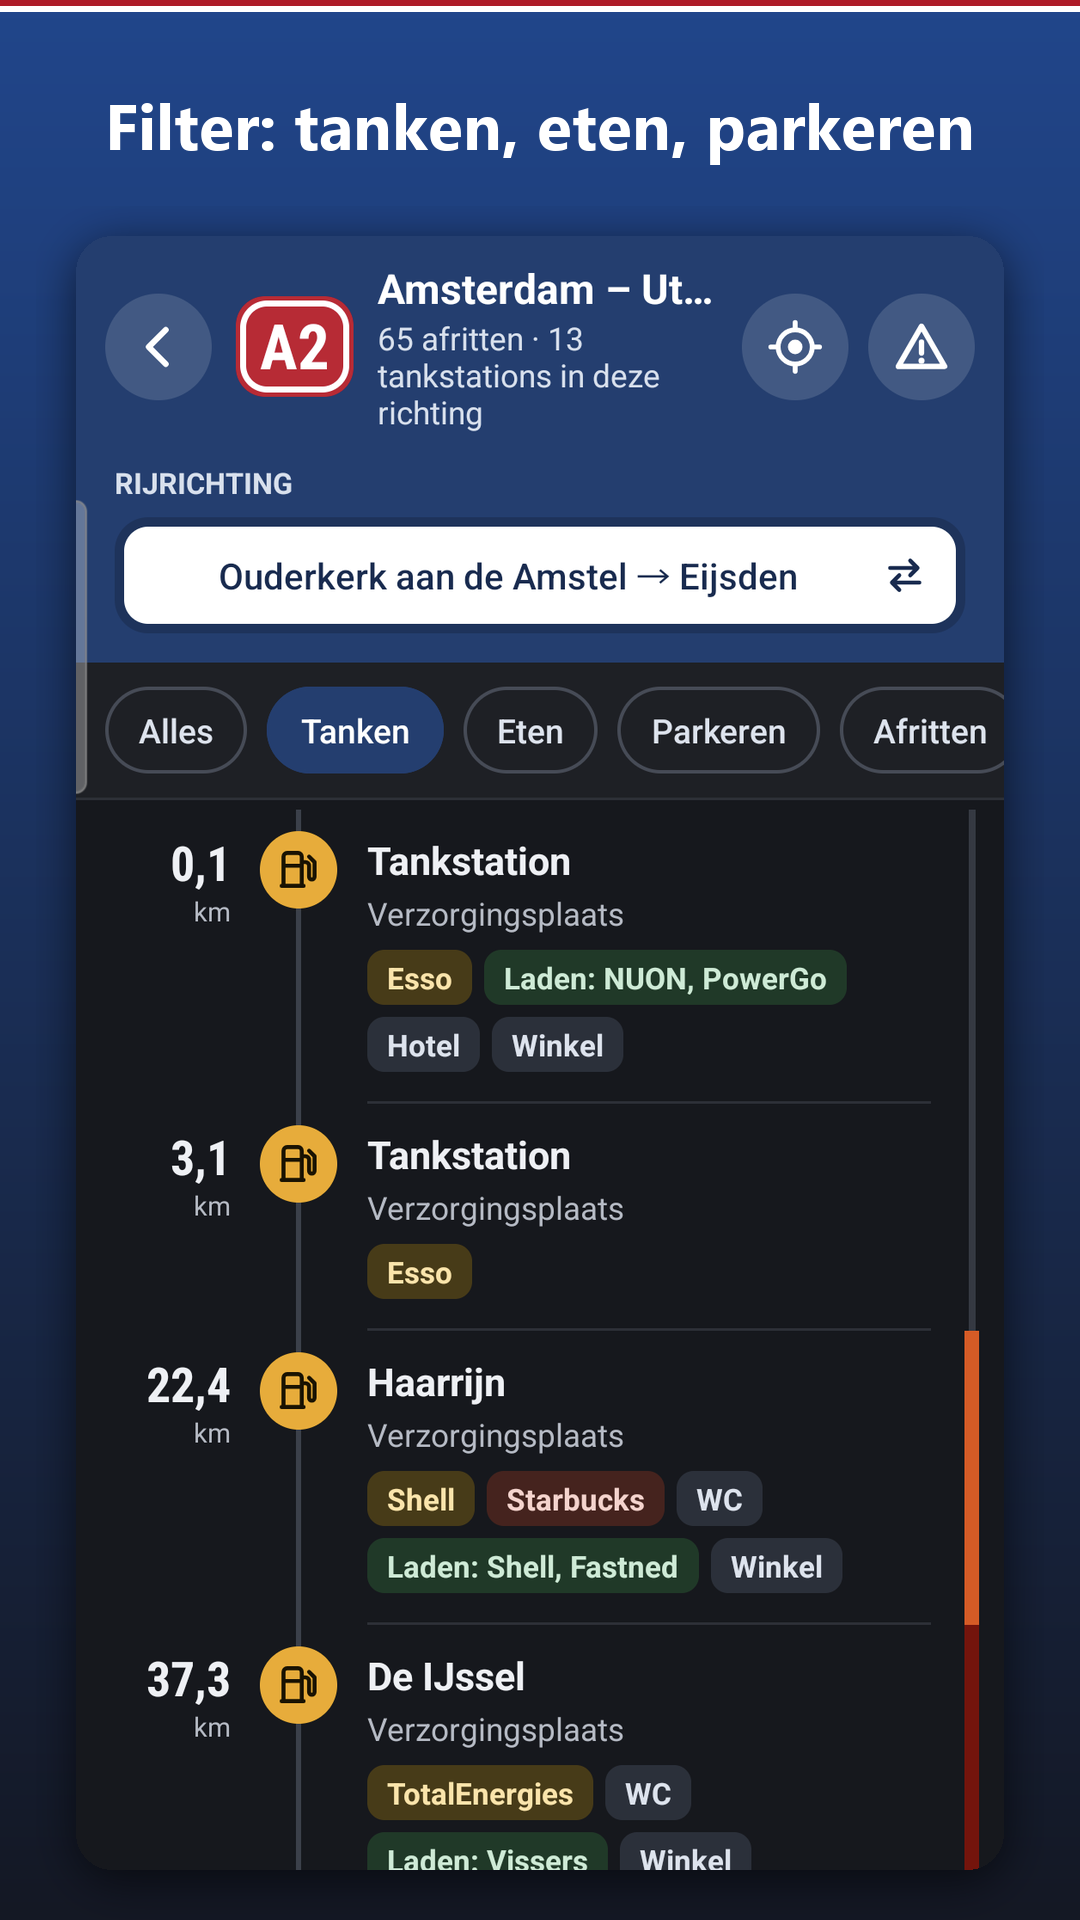 Filter: tanken, eten, parkeren
A2
Amsterdam – Ut...
65 afritten · 13
tankstations in deze
richting
RIJRICHTING
Ouderkerk aan de Amstel → Eijsden
Alles Tanken Eten Parkeren Afritten
0,1 km
Tankstation
Verzorgingsplaats
Esso Laden: NUON, PowerGo
Hotel Winkel
3,1 km
Tankstation
Verzorgingsplaats
Esso
22,4 km
Haarrijn
Verzorgingsplaats
Shell Starbucks WC
Laden: Shell, Fastned Winkel
37,3 km
De IJssel
Verzorgingsplaats
TotalEnergies WC
Laden: Vissers Winkel